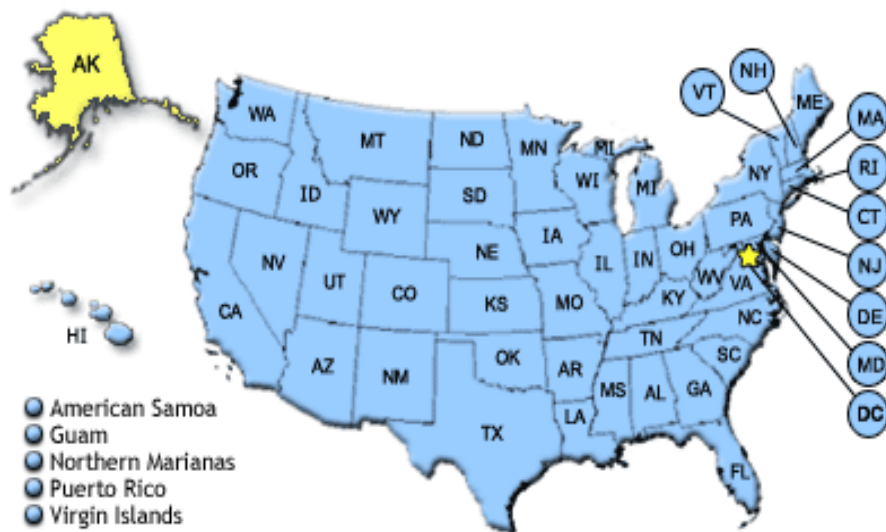 AK
NH
VT
ME
WA
MA
MT
ND
MN
MI
RI
OR
ID
SD
WI
MI
NY
CT
WY
PA
IA
NE
NJ
NV
UT
IL
IN
OH
WV
VA
CO
CA
KS
MO
KY
DE
HI
NC
TN
OK
AR
SC
MD
AZ
NM
MS
AL
GA
American Samoa
DC
LA
TX
Guam
Northern Marianas
FL
Puerto Rico
Virgin Islands